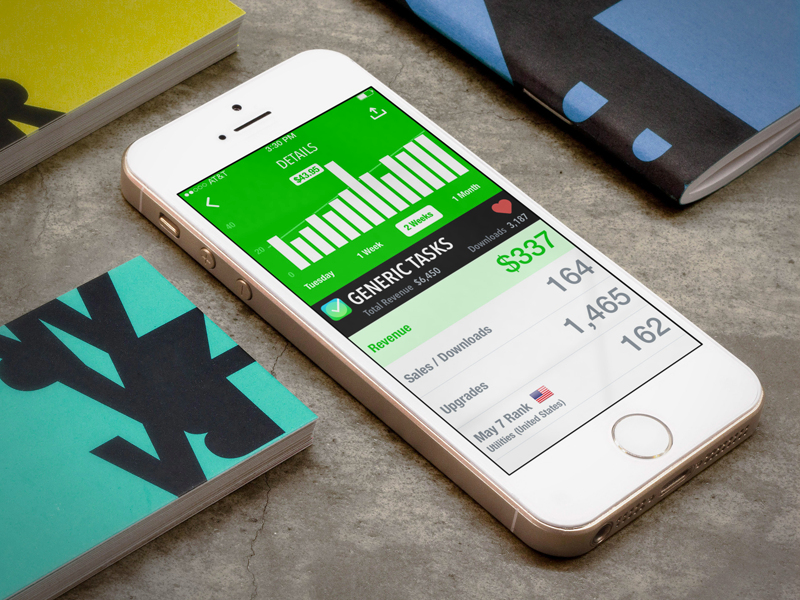 AT&T
3:30 PM
DETAILS
$43.95
40
20
0
Tuesday
1 Week
2 Weeks
1 Month
GENERIC TASKS
Total Revenue $6,450
Downloads 3,187
Revenue $337
Sales / Downloads 164
Upgrades 1,465
May 7 Rank 162
Utilities (United States)